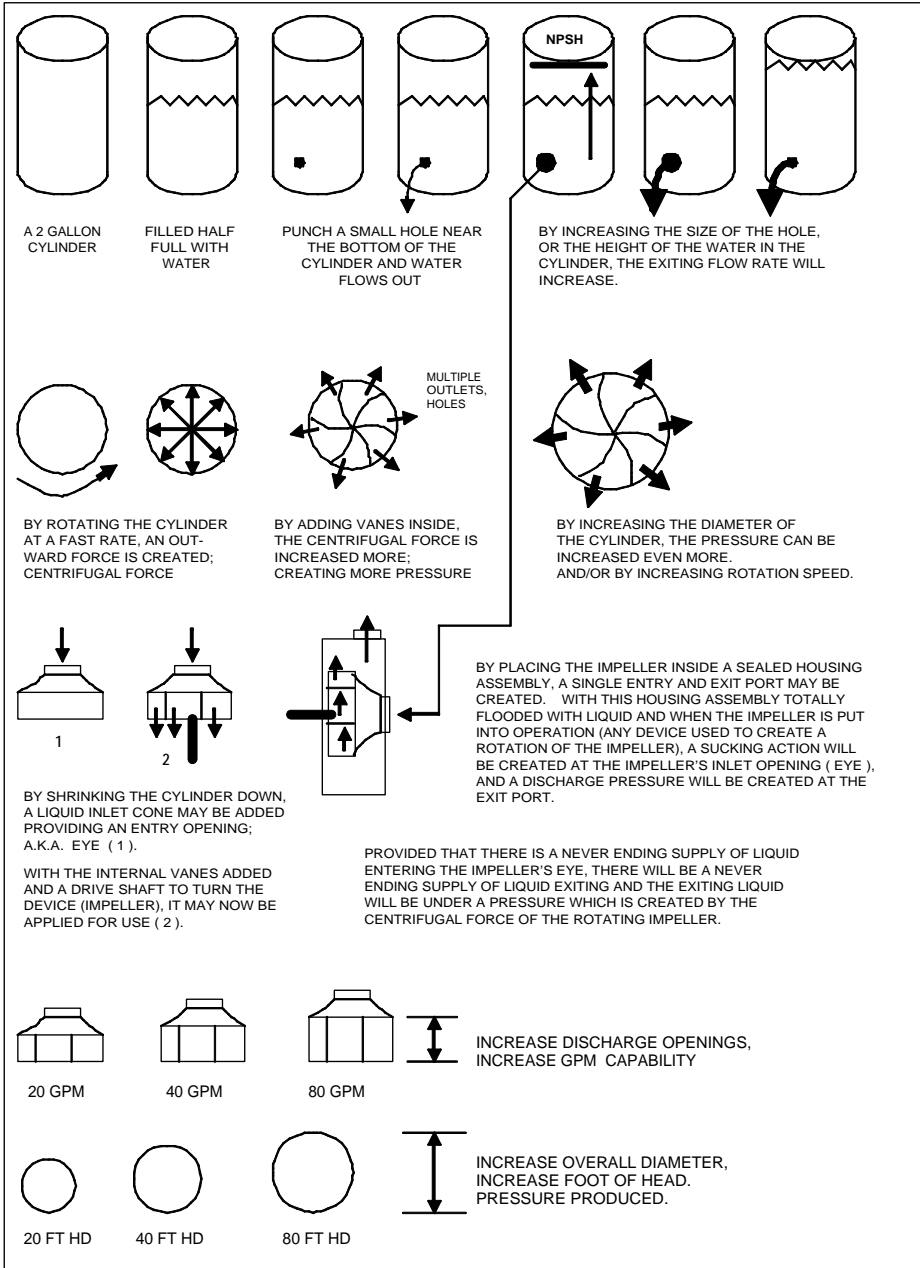 NPSH
A 2 GALLON
CYLINDER
FILLED HALF
FULL WITH
WATER
PUNCH A SMALL HOLE NEAR
THE BOTTOM OF THE
CYLINDER AND WATER
FLOWS OUT
BY INCREASING THE SIZE OF THE HOLE,
OR THE HEIGHT OF THE WATER IN THE
CYLINDER, THE EXITING FLOW RATE WILL
INCREASE.
MULTIPLE
OUTLETS,
HOLES
BY ROTATING THE CYLINDER
AT A FAST RATE, AN OUT-
WARD FORCE IS CREATED;
CENTRIFUGAL FORCE
BY ADDING VANES INSIDE,
THE CENTRIFUGAL FORCE IS
INCREASED MORE;
CREATING MORE PRESSURE
BY INCREASING THE DIAMETER OF
THE CYLINDER, THE PRESSURE CAN BE
INCREASED EVEN MORE.
AND/OR BY INCREASING ROTATION SPEED.
1
2
BY SHRINKING THE CYLINDER DOWN,
A LIQUID INLET CONE MAY BE ADDED
PROVIDING AN ENTRY OPENING;
A.K.A. EYE ( 1 ).
WITH THE INTERNAL VANES ADDED
AND A DRIVE SHAFT TO TURN THE
DEVICE (IMPELLER), IT MAY NOW BE
APPLIED FOR USE ( 2 ).
BY PLACING THE IMPELLER INSIDE A SEALED HOUSING
ASSEMBLY, A SINGLE ENTRY AND EXIT PORT MAY BE
CREATED. WITH THIS HOUSING ASSEMBLY TOTALLY
FLOODED WITH LIQUID AND WHEN THE IMPELLER IS PUT
INTO OPERATION (ANY DEVICE USED TO CREATE A
ROTATION OF THE IMPELLER), A SUCKING ACTION WILL
BE CREATED AT THE IMPELLER'S INLET OPENING ( EYE ),
AND A DISCHARGE PRESSURE WILL BE CREATED AT THE
EXIT PORT.
PROVIDED THAT THERE IS A NEVER ENDING SUPPLY OF LIQUID
ENTERING THE IMPELLER'S EYE, THERE WILL BE A NEVER
ENDING SUPPLY OF LIQUID EXITING AND THE EXITING LIQUID
WILL BE UNDER A PRESSURE WHICH IS CREATED BY THE
CENTRIFUGAL FORCE OF THE ROTATING IMPELLER.
20 GPM
40 GPM
80 GPM
INCREASE DISCHARGE OPENINGS,
INCREASE GPM CAPABILITY
20 FT HD
40 FT HD
80 FT HD
INCREASE OVERALL DIAMETER,
INCREASE FOOT OF HEAD.
PRESSURE PRODUCED.